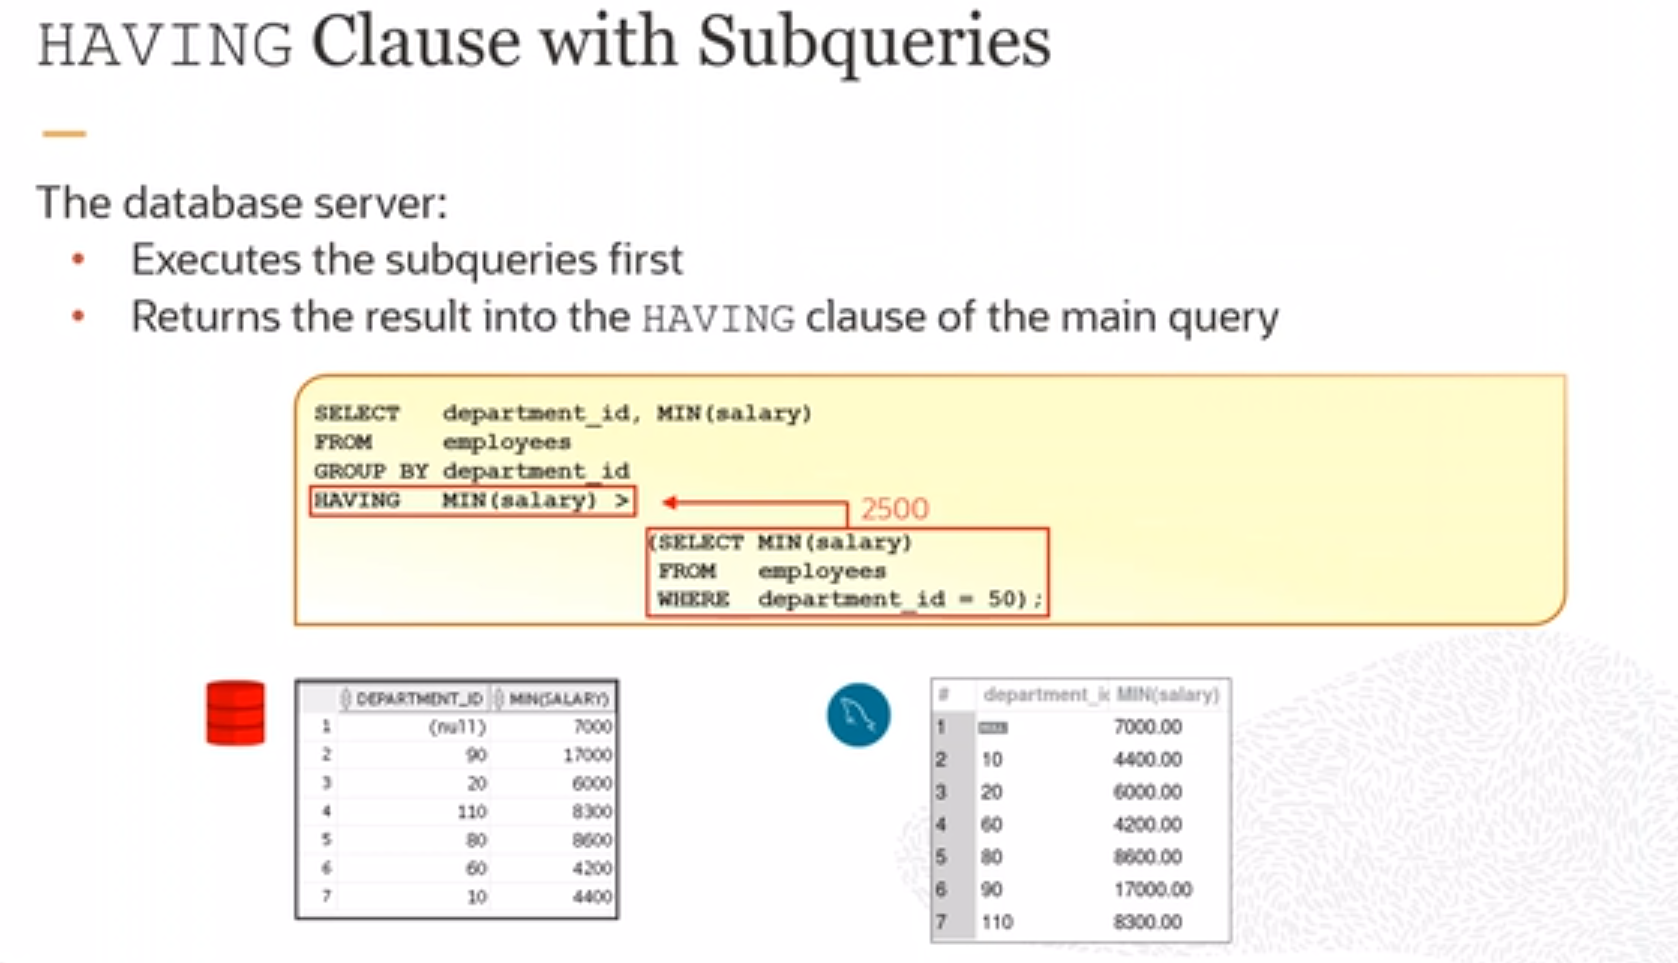 HAVING Clause with Subqueries
The database server:
• Executes the subqueries first
• Returns the result into the HAVING clause of the main query
SELECT department_id, MIN(salary)
FROM employees
GROUP BY department_id
HAVING MIN(salary) >
2500
(SELECT MIN(salary)
FROM employees
WHERE department_id = 50);
DEPARTMENT_ID MIN(SALARY)
1 (null) 7000
2 90 17000
3 20 6000
4 110 8300
5 80 8600
6 60 4200
7 10 4400
# department_ic MIN(salary)
1 NULL 7000.00
2 10 4400.00
3 20 6000.00
4 60 4200.00
5 80 8600.00
6 90 17000.00
7 110 8300.00